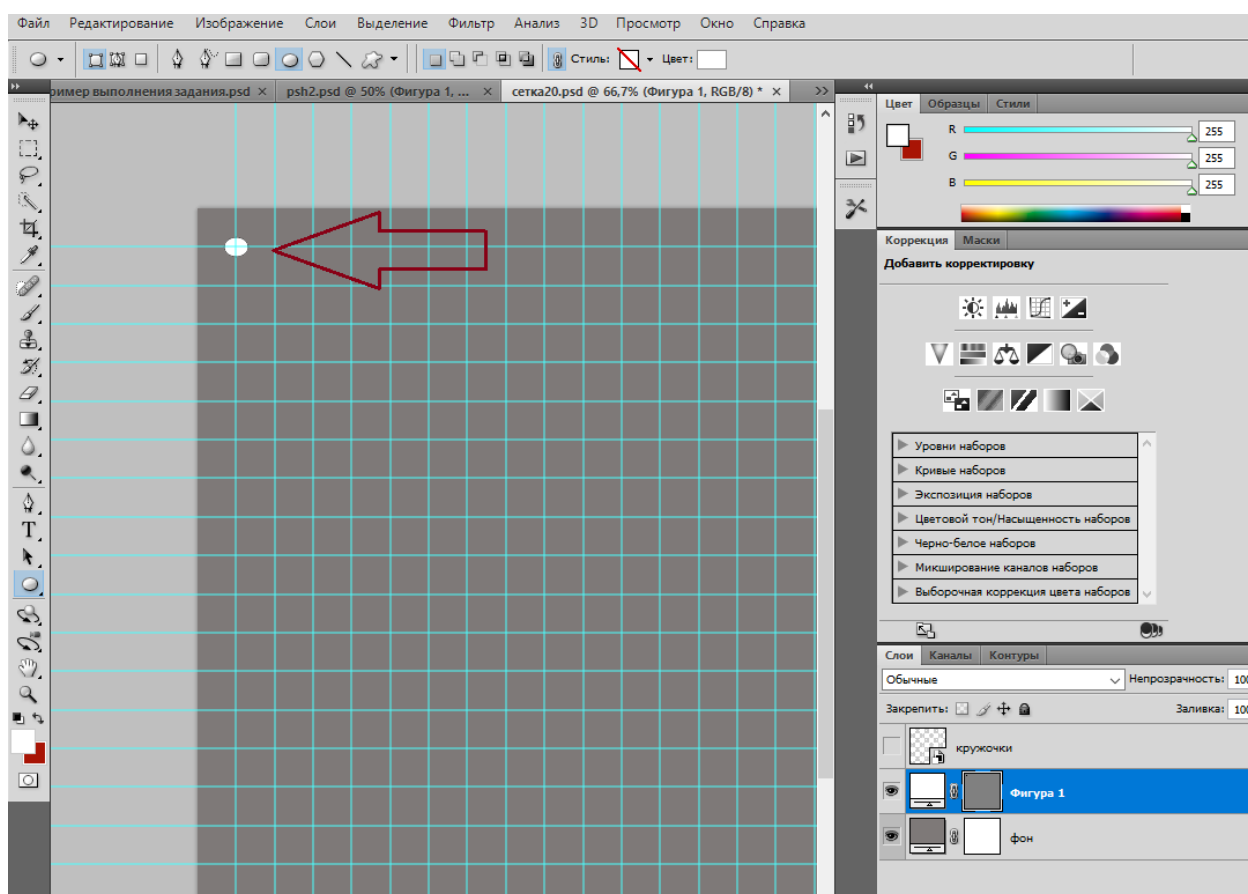 Файл Редактирование Изображение Слои Выделение Фильтр Анализ 3D Просмотр Окно Справка
Стиль: Цвет:
ример выполнения задания.psd × psh2.psd @ 50% (Фигура 1, ... × сетка20.psd @ 66,7% (Фигура 1, RGB/8) * ×
Цвет Образцы Стили
R 255
G 255
B 255
Коррекция Маски
Добавить корректировку
Уровни наборов
Кривые наборов
Экспозиция наборов
Цветовой тон/Насыщенность наборов
Черно-белое наборов
Микширование каналов наборов
Выборочная коррекция цвета наборов
Слои Каналы Контуры
Обычные Непрозрачность: 100
Закрепить: Заливка: 100
кружочки
Фигура 1
фон
T